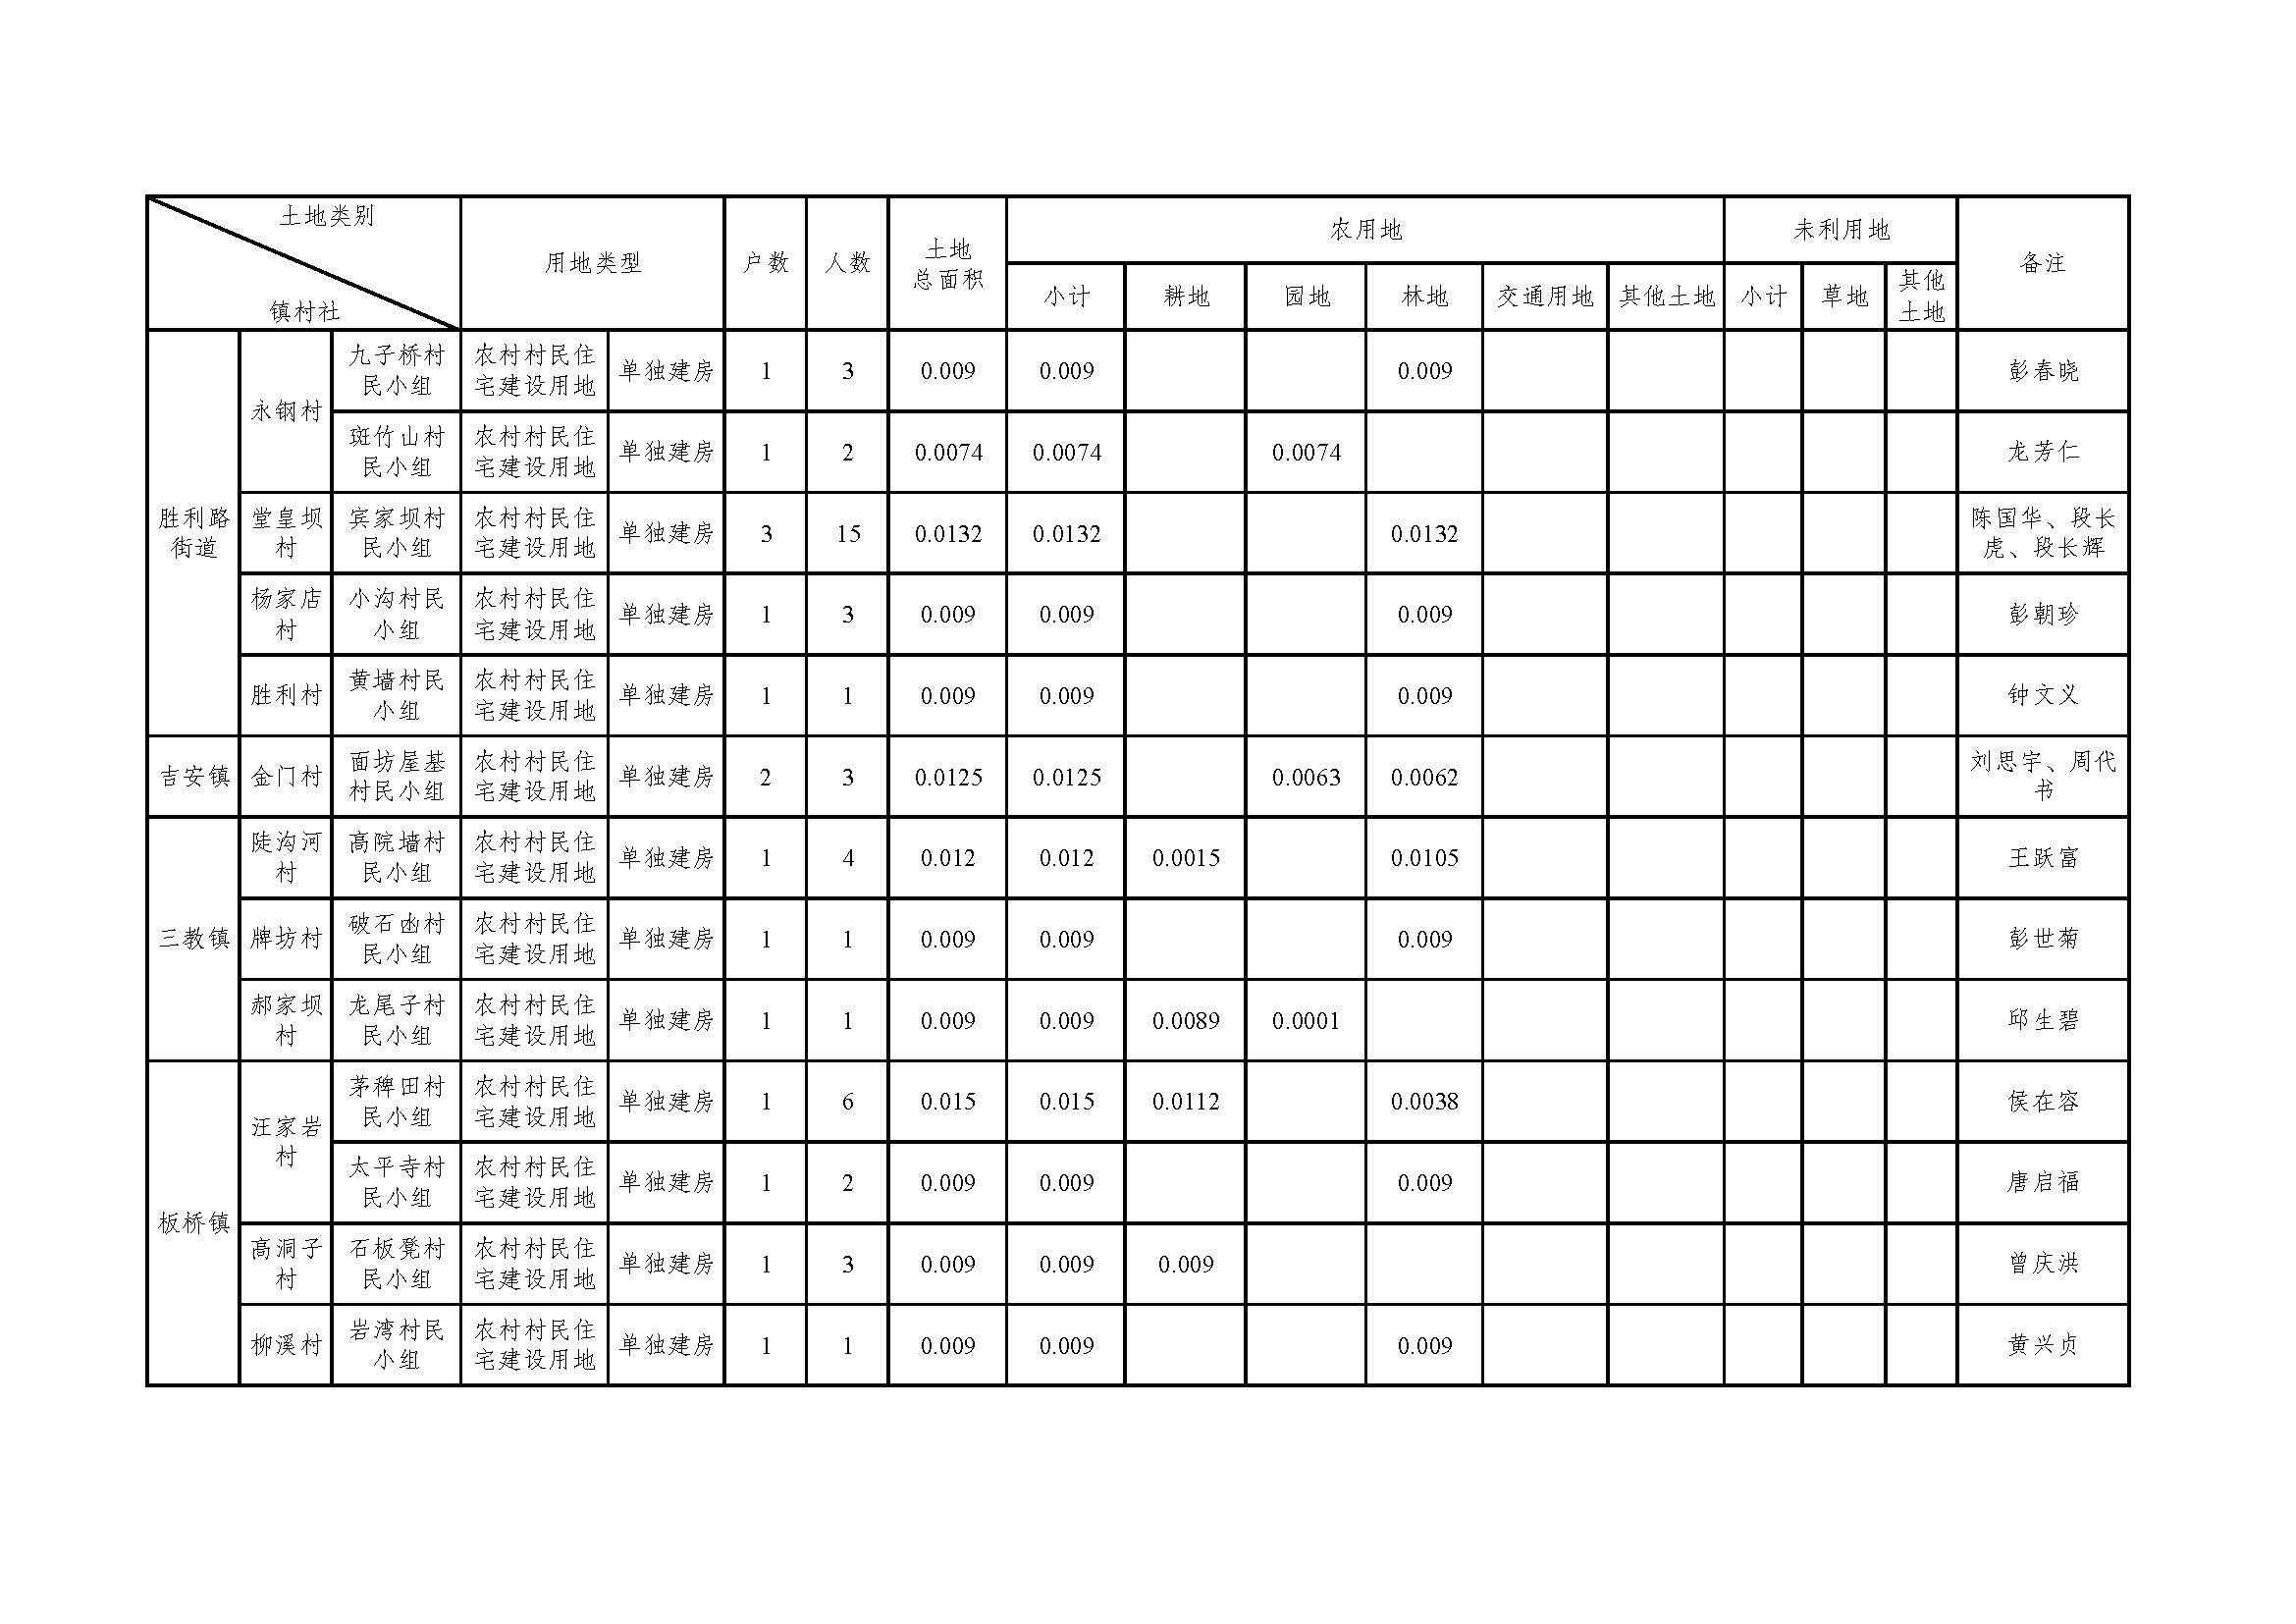 土地类别
镇村社
用地类型 户数 人数 土地总面积 农用地 未利用地 备注
小计 耕地 园地 林地 交通用地 其他土地 小计 草地 其他土地
胜利路街道 永钢村 九子桥村民小组 农村村民住宅建设用地 单独建房 1 3 0.009 0.009 0.009 彭春晓
斑竹山村民小组 农村村民住宅建设用地 单独建房 1 2 0.0074 0.0074 0.0074 龙芳仁
堂皇坝村 宾家坝村民小组 农村村民住宅建设用地 单独建房 3 15 0.0132 0.0132 0.0132 陈国华、段长虎、段长辉
杨家店村 小沟村民小组 农村村民住宅建设用地 单独建房 1 3 0.009 0.009 0.009 彭朝珍
胜利村 黄墙村民小组 农村村民住宅建设用地 单独建房 1 1 0.009 0.009 0.009 钟文义
吉安镇 金门村 面坊屋基村民小组 农村村民住宅建设用地 单独建房 2 3 0.0125 0.0125 0.0063 0.0062 刘思宇、周代书
三教镇 陡沟河村 高院墙村民小组 农村村民住宅建设用地 单独建房 1 4 0.012 0.012 0.0015 0.0105 王跃富
牌坊村 破石凼村民小组 农村村民住宅建设用地 单独建房 1 1 0.009 0.009 0.009 彭世菊
郝家坝村 龙尾子村民小组 农村村民住宅建设用地 单独建房 1 1 0.009 0.009 0.0089 0.0001 邱生碧
板桥镇 汪家岩村 茅稗田村民小组 农村村民住宅建设用地 单独建房 1 6 0.015 0.015 0.0112 0.0038 侯在容
太平寺村民小组 农村村民住宅建设用地 单独建房 1 2 0.009 0.009 0.009 唐启福
高洞子村 石板凳村民小组 农村村民住宅建设用地 单独建房 1 3 0.009 0.009 0.009 曾庆洪
柳溪村 岩湾村民小组 农村村民住宅建设用地 单独建房 1 1 0.009 0.009 0.009 黄兴贞